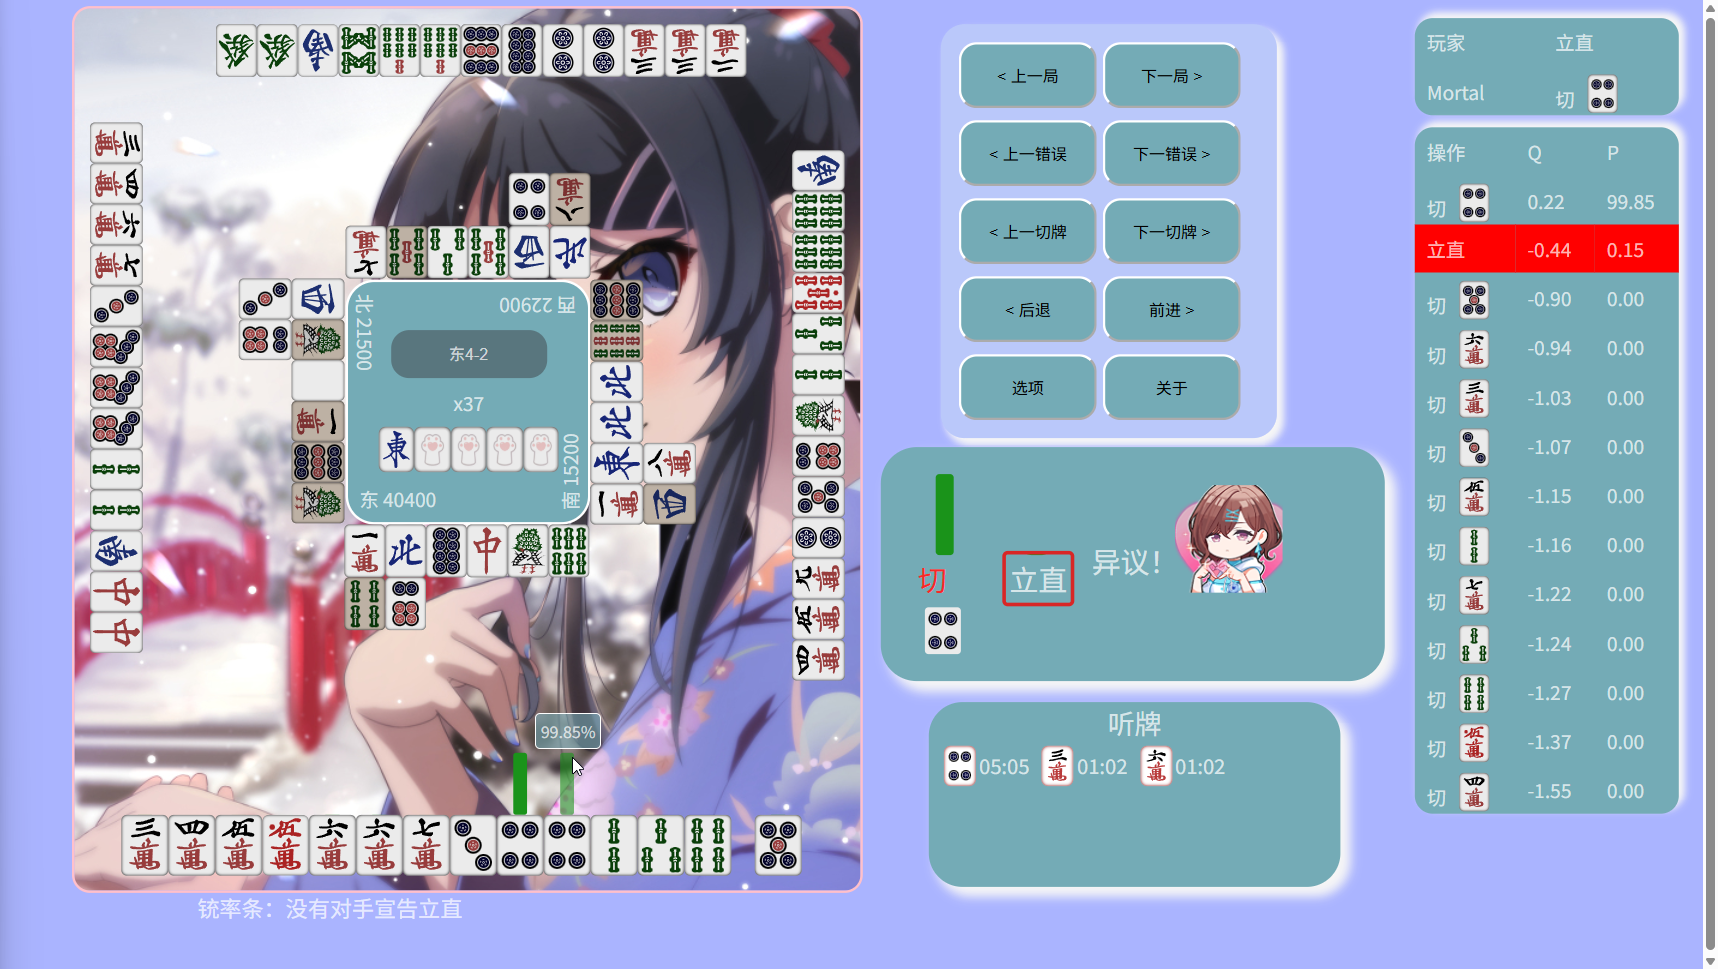 < 上一局
下一局 >
< 上一错误
下一错误 >
< 上一切牌
下一切牌 >
< 后退
前进 >
选项
关于
玩家 立直
Mortal 切
操作 Q P
切 0.22 99.85
立直 -0.44 0.15
切 -0.90 0.00
切 -0.94 0.00
切 -1.03 0.00
切 -1.07 0.00
切 -1.15 0.00
切 -1.16 0.00
切 -1.22 0.00
切 -1.24 0.00
切 -1.27 0.00
切 -1.37 0.00
切 -1.55 0.00
西 22900
北 21500
东4-2
x37
南 15200
东 40400
切
立直
异议!
听牌
05:05 01:02 01:02
99.85%
铳率条：没有对手宣告立直